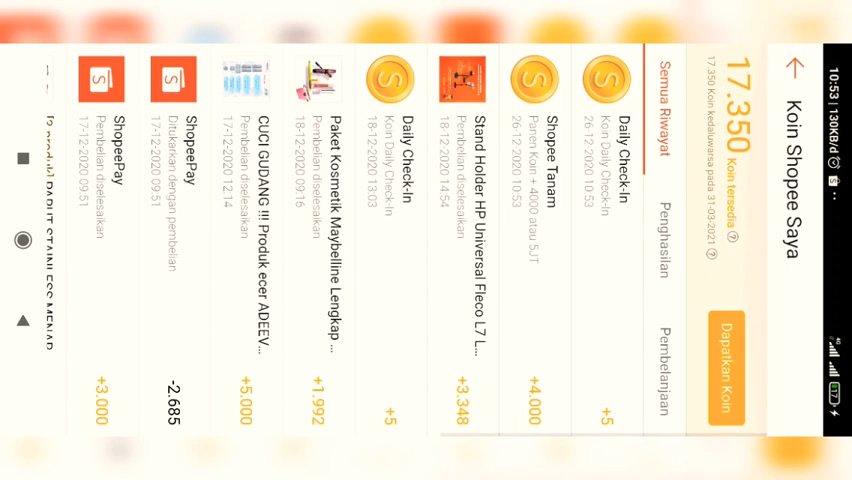 10:53 | 130KB/d
4G
17
Koin Shopee Saya
17.350 Koin tersedia ?
17.350 Koin kedaluwarsa pada 31-03-2021 ?
Dapatkan Koin
Semua Riwayat Penghasilan Pembelanjaan
Daily Check-In
Koin Daily Check-In
26-12-2020 10:53
+5
Shopee Tanam
Panen Koin + 4000 atau 5JT
26-12-2020 10:53
+4.000
Stand Holder HP Universal Fleco L7 L...
Pembelian diselesaikan
18-12-2020 14:54
+3.348
Daily Check-In
Koin Daily Check-In
18-12-2020 13:03
+5
Paket Kosmetik Maybelline Lengkap ...
Pembelian diselesaikan
18-12-2020 09:16
+1.992
CUCI GUDANG !!! Produk ecer ADEEV...
Pembelian diselesaikan
17-12-2020 12:14
+5.000
ShopeePay
Ditukarkan dengan pembelian
17-12-2020 09:51
-2.685
ShopeePay
Pembelian diselesaikan
17-12-2020 09:51
+3.000
STAINLESS